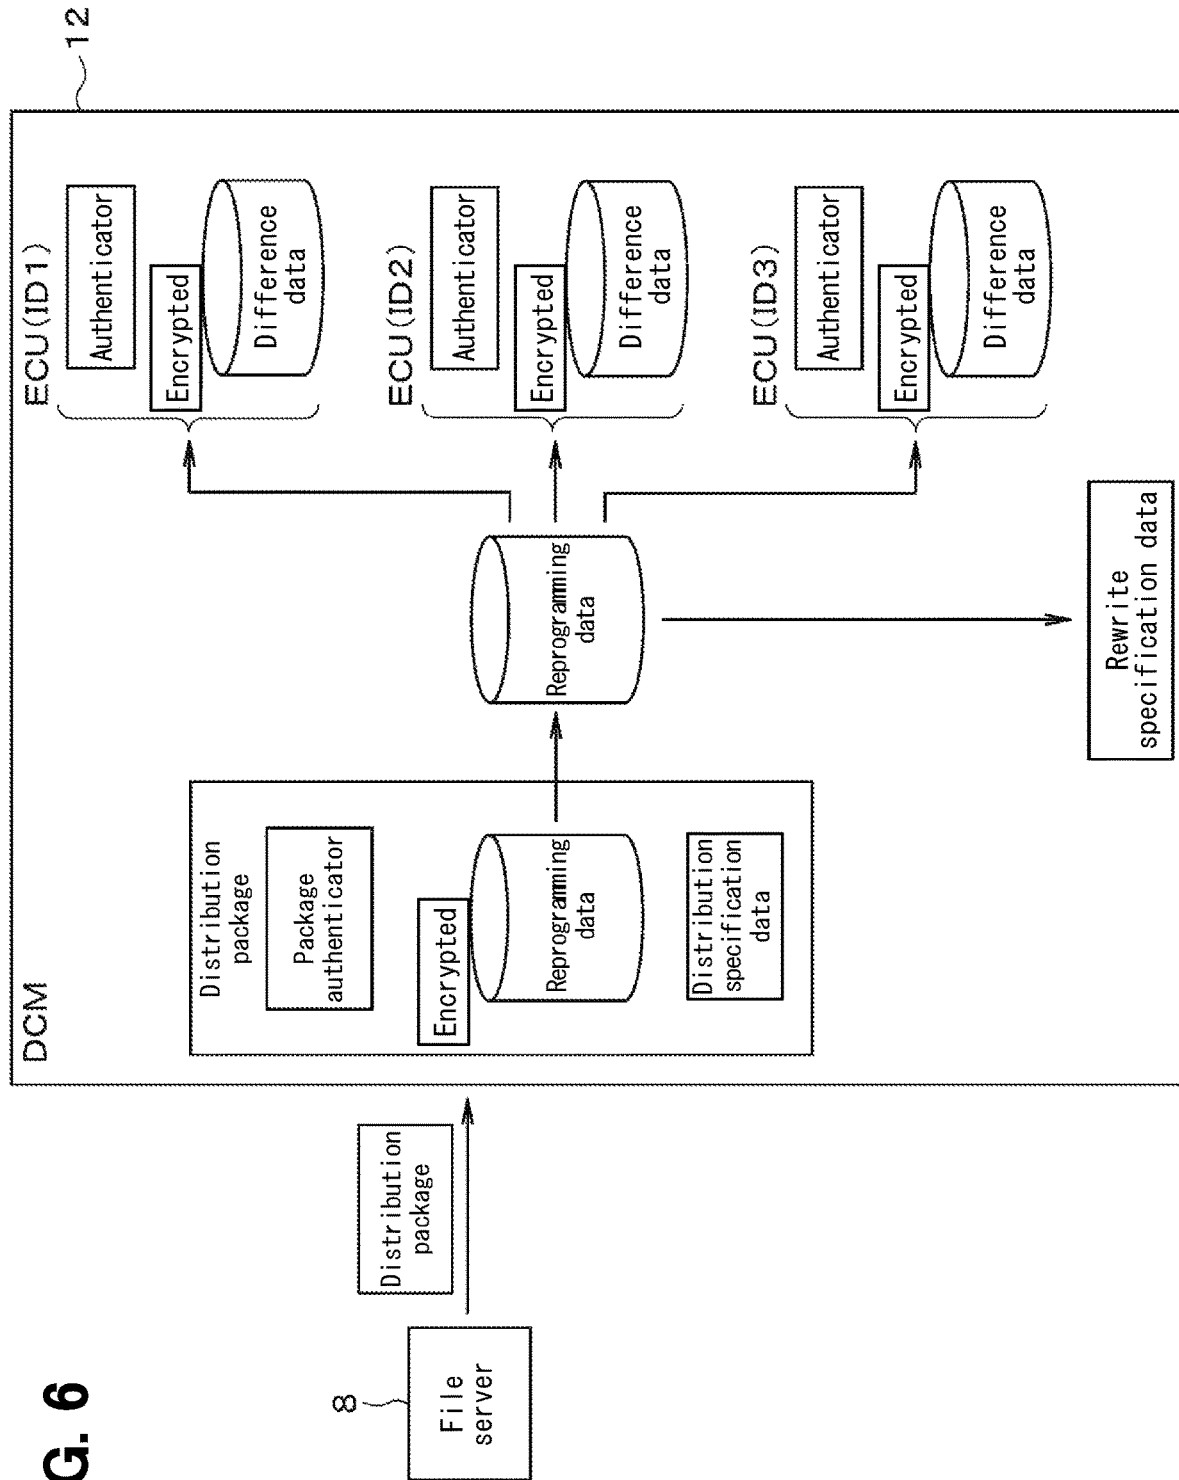 G. 6
8
File
server
Distribution
package
12
DCM
Distribution
package
Package
authenticator
Encrypted
Reprogramming
data
Distribution
specification
data
Reprogramming
data
ECU(ID1)
Authenticator
Encrypted
Difference
data
ECU(ID2)
Authenticator
Encrypted
Difference
data
ECU(ID3)
Authenticator
Encrypted
Difference
data
Rewrite
specification data